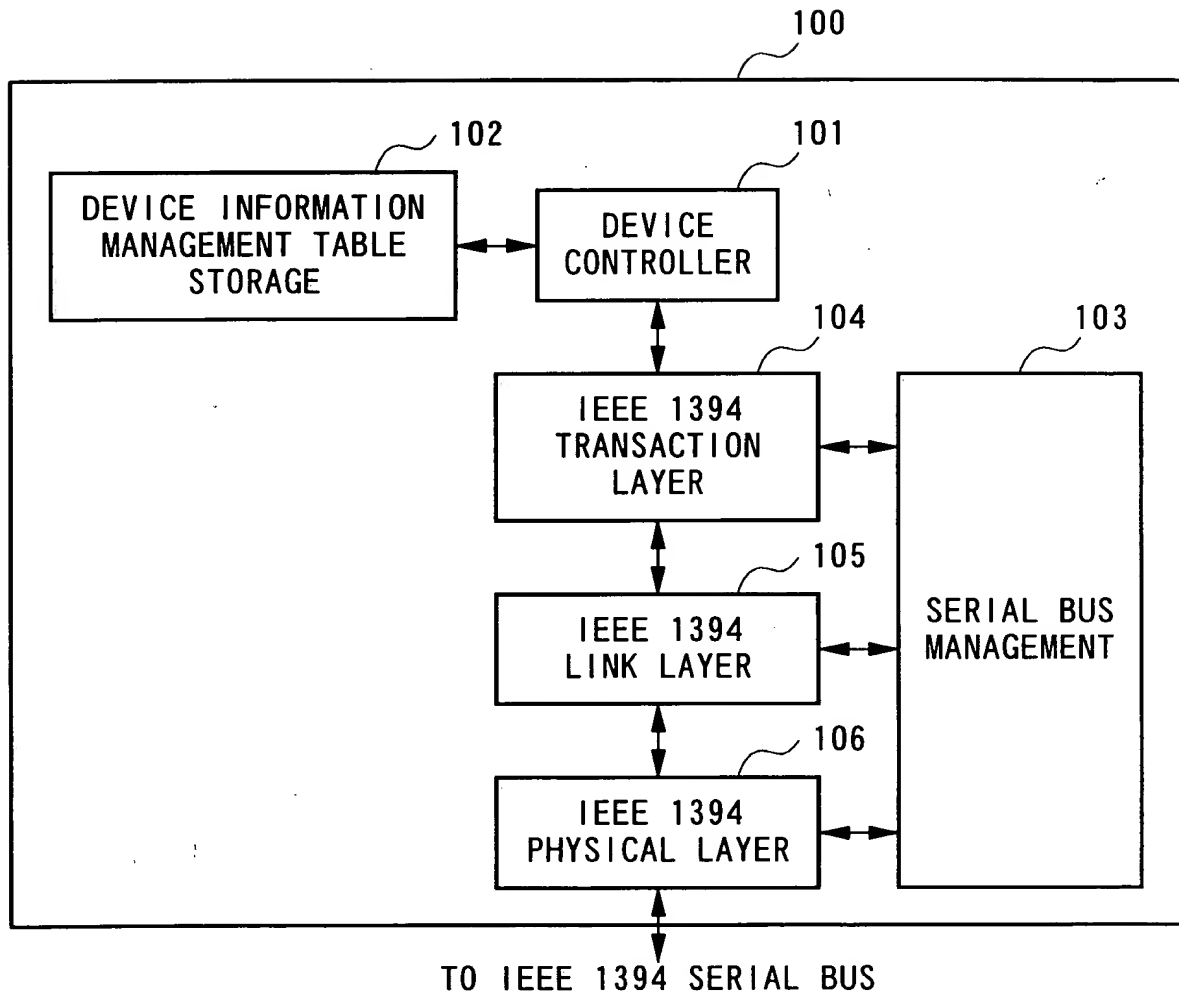 100
102
101
DEVICE INFORMATION
MANAGEMENT TABLE
STORAGE
DEVICE
CONTROLLER
104
103
IEEE 1394
TRANSACTION
LAYER
105
IEEE 1394
LINK LAYER
SERIAL BUS
MANAGEMENT
106
IEEE 1394
PHYSICAL LAYER
TO IEEE 1394 SERIAL BUS